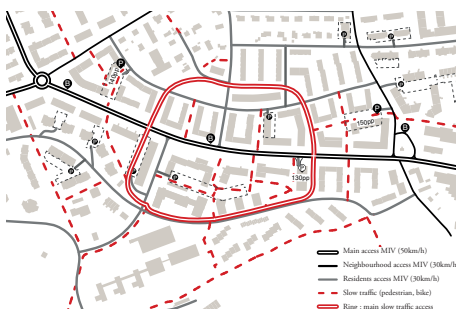 P
P
140pp
P
B
P
P
150pp
B
B
P
P
P
P
P
P
130pp
Main access MIV (50km/h)
Neighbourhood access MIV (30km/h
Residents access MIV (30km/h)
Slow traffic (pedestrian, bike)
Ring : main slow traffic access